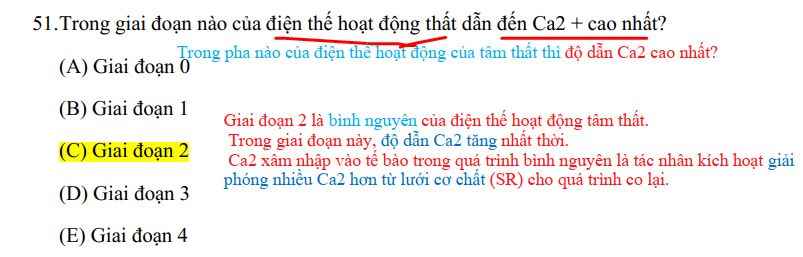 51.Trong giai đoạn nào của điện thế hoạt động thất dẫn đến Ca2 + cao nhất?
Trong pha nào của điện thế hoạt động của tâm thất thì độ dẫn Ca2 cao nhất?
(A) Giai đoạn 0
(B) Giai đoạn 1
Giai đoạn 2 là bình nguyên của điện thế hoạt động tâm thất.
Trong giai đoạn này, độ dẫn Ca2 tăng nhất thời.
(C) Giai đoạn 2
Ca2 xâm nhập vào tế bào trong quá trình bình nguyên là tác nhân kích hoạt giải
phóng nhiều Ca2 hơn từ lưới cơ chất (SR) cho quá trình co lại.
(D) Giai đoạn 3
(E) Giai đoạn 4